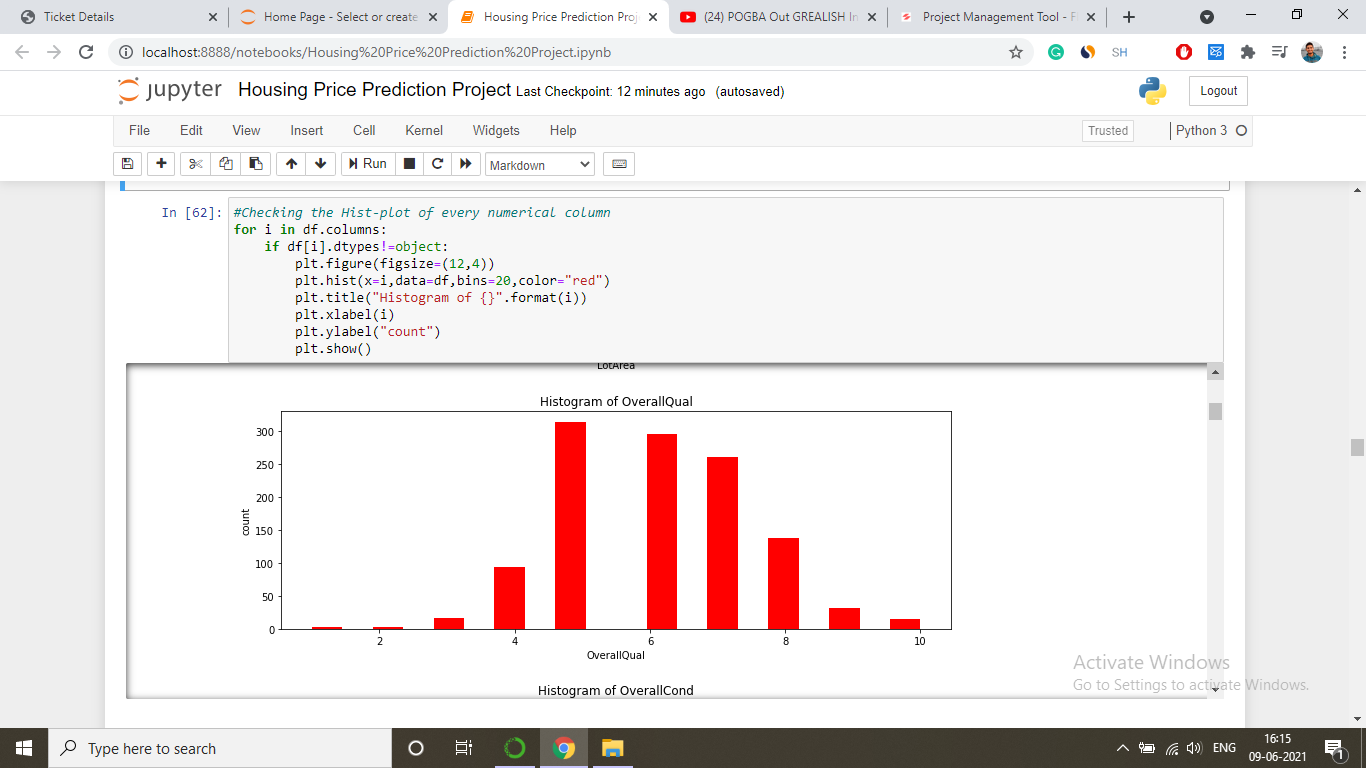 Ticket Details
Home Page - Select or create
Housing Price Prediction Proj
(24) POGBA Out GREALISH In
Project Management Tool - F
localhost:8888/notebooks/Housing%20Price%20Prediction%20Project.ipynb
SH
jupyter Housing Price Prediction Project Last Checkpoint: 12 minutes ago (autosaved)
Logout
File Edit View Insert Cell Kernel Widgets Help
Trusted
Python 3
Run
Markdown
In [62]:
#Checking the Hist-plot of every numerical column
for i in df.columns:
    if df[i].dtypes!=object:
        plt.figure(figsize=(12,4))
        plt.hist(x=i,data=df,bins=20,color="red")
        plt.title("Histogram of {}".format(i))
        plt.xlabel(i)
        plt.ylabel("count")
        plt.show()
LotArea
Histogram of OverallQual
300
250
200
150
100
50
0
count
2 4 6 8 10
OverallQual
Histogram of OverallCond
Activate Windows
Go to Settings to activate Windows.
Type here to search
ENG
16:15
09-06-2021
1